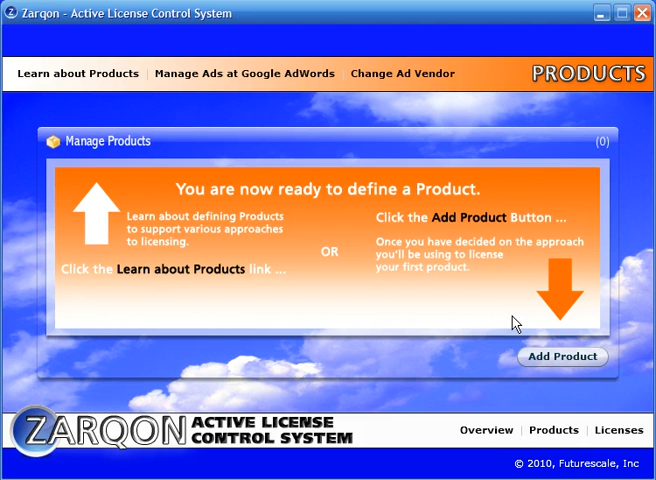 Zarqon - Active License Control System
Learn about Products | Manage Ads at Google AdWords | Change Ad Vendor
PRODUCTS
Manage Products (0)
You are now ready to define a Product.
Learn about defining Products
to support various approaches
to licensing.
Click the Learn about Products link ...
OR
Click the Add Product Button ...
Once you have decided on the approach
you'll be using to license
your first product.
Add Product
ZARQON ACTIVE LICENSE
CONTROL SYSTEM
Overview | Products | Licenses
© 2010, Futurescale, Inc